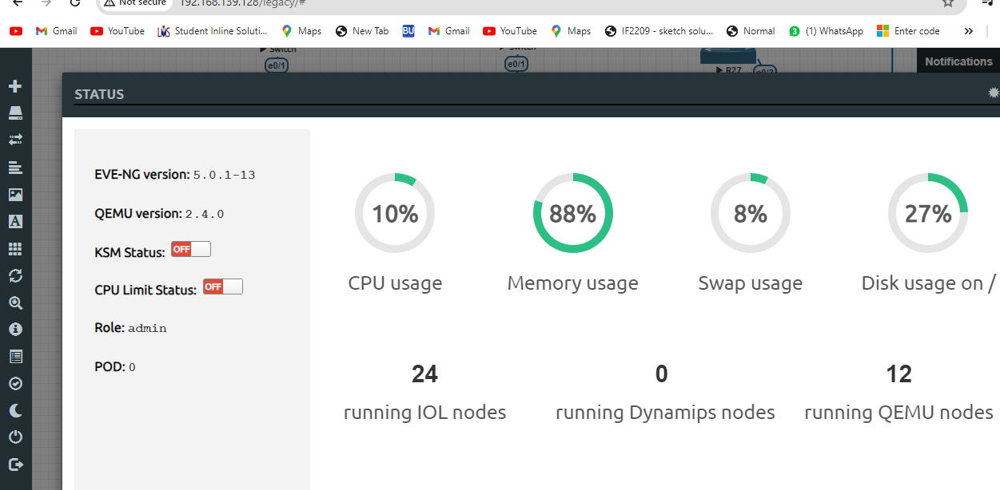 Not secure 192.168.139.128/legacy/#
Gmail YouTube Student Inline Soluti... Maps New Tab BU Gmail YouTube Maps IF2209 - sketch solu... Normal 3 (1) WhatsApp Enter code »
Switch Switch
e0/1 e0/1 R27 e0/2
Notifications
STATUS
EVE-NG version: 5.0.1-13
QEMU version: 2.4.0
KSM Status: OFF
CPU Limit Status: OFF
Role: admin
POD: 0
10% 88% 8% 27%
CPU usage Memory usage Swap usage Disk usage on /
24 0 12
running IOL nodes running Dynamips nodes running QEMU nodes
A